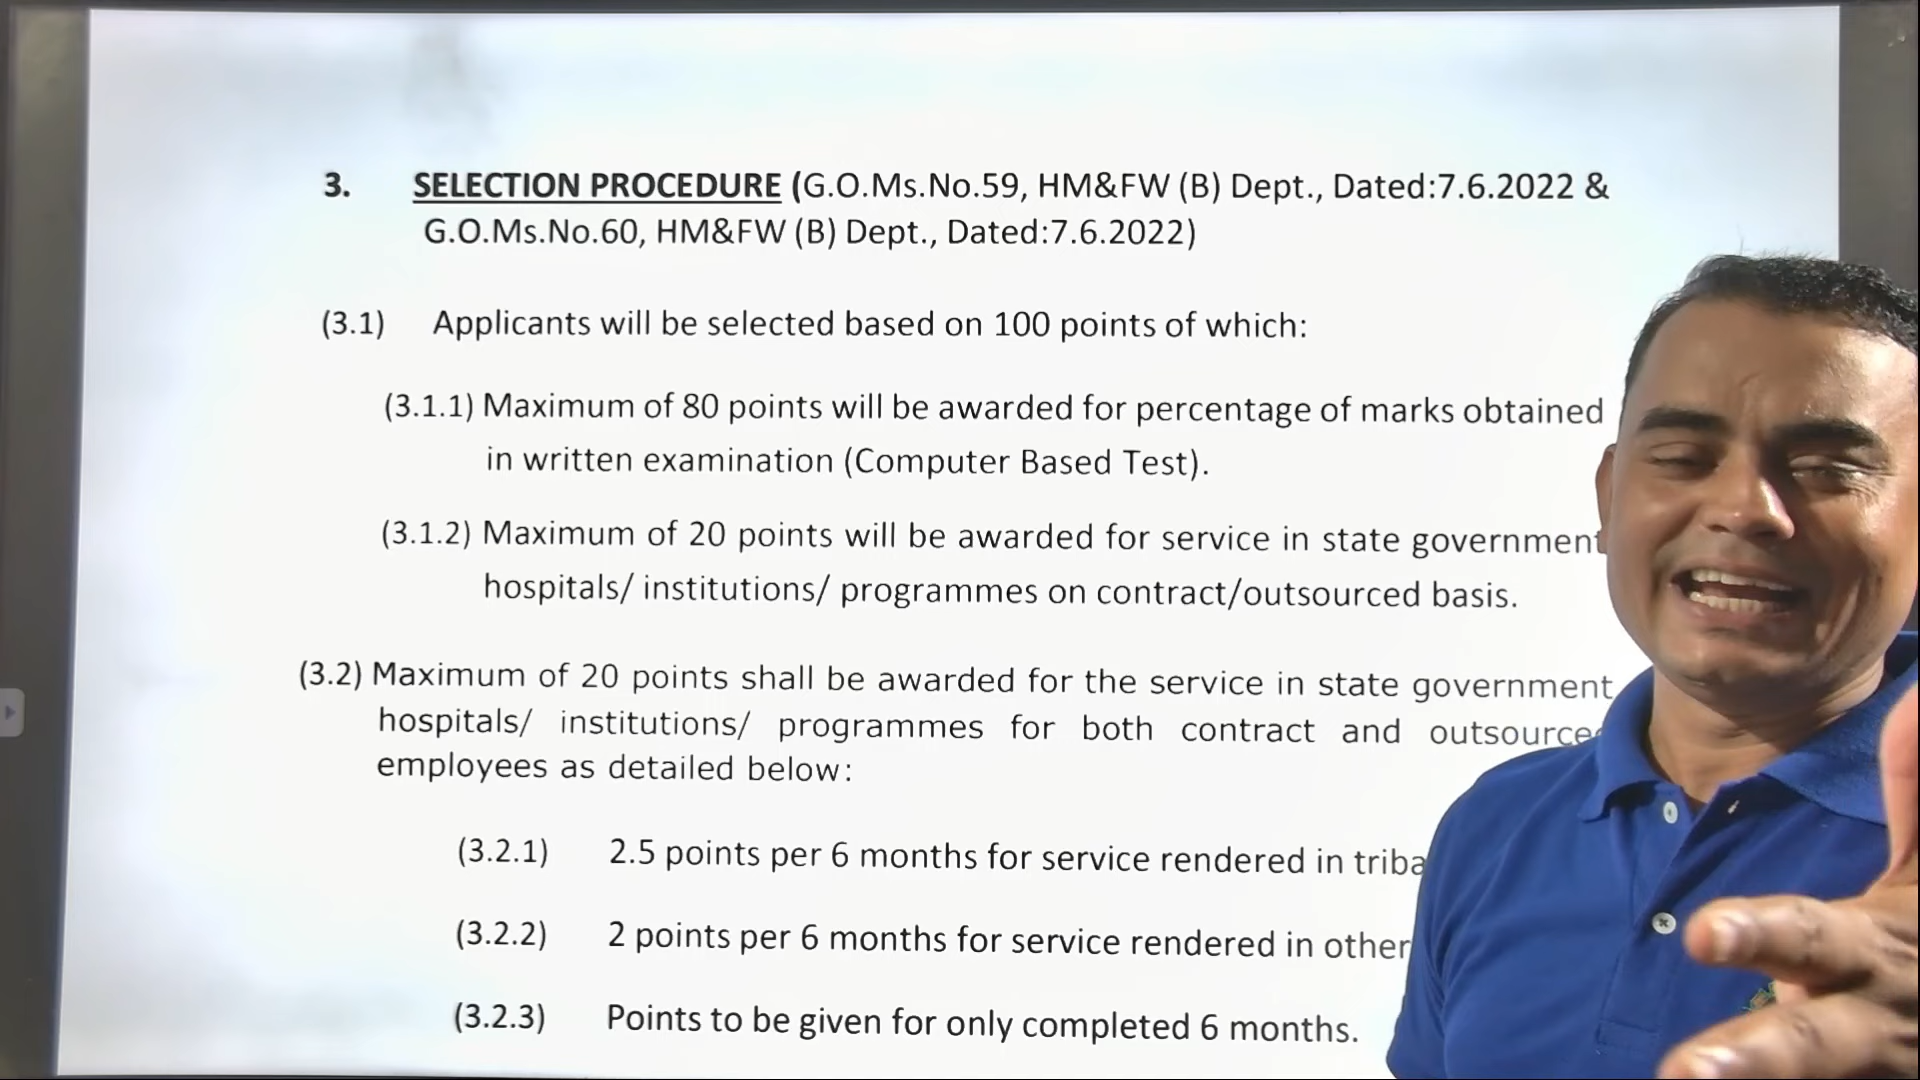 3. SELECTION PROCEDURE (G.O.Ms.No.59, HM&FW (B) Dept., Dated:7.6.2022 &
G.O.Ms.No.60, HM&FW (B) Dept., Dated:7.6.2022)
(3.1) Applicants will be selected based on 100 points of which:
(3.1.1) Maximum of 80 points will be awarded for percentage of marks obtained
in written examination (Computer Based Test).
(3.1.2) Maximum of 20 points will be awarded for service in state government
hospitals/ institutions/ programmes on contract/outsourced basis.
(3.2) Maximum of 20 points shall be awarded for the service in state government
hospitals/ institutions/ programmes for both contract and
employees as detailed below:
(3.2.1) 2.5 points per 6 months for service rendered in
(3.2.2) 2 points per 6 months for service rendered in other
(3.2.3) Points to be given for only completed 6 months.